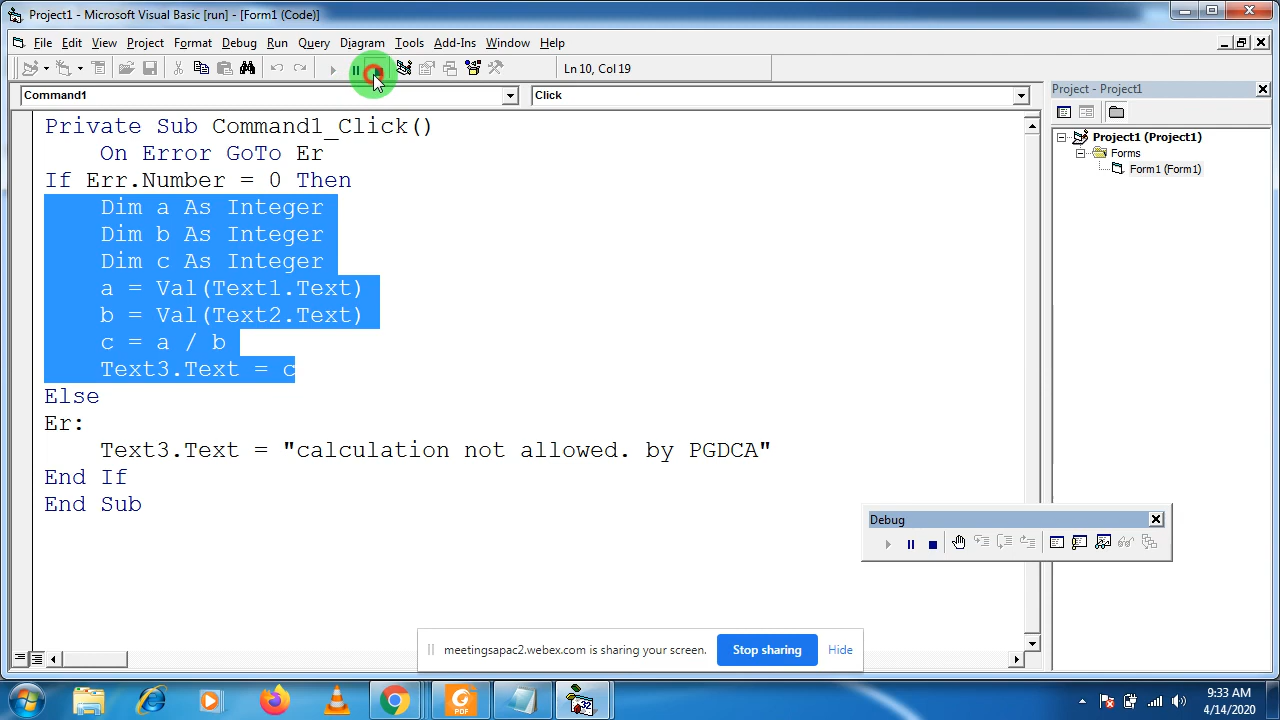 Project1 - Microsoft Visual Basic [run] - [Form1 (Code)]
File Edit View Project Format Debug Run Query Diagram Tools Add-Ins Window Help
Ln 10, Col 19
Command1
Click
Private Sub Command1_Click()
On Error GoTo Er
If Err.Number = 0 Then
Dim a As Integer
Dim b As Integer
Dim c As Integer
a = Val(Text1.Text)
b = Val(Text2.Text)
c = a / b
Text3.Text = c
Else
Er:
Text3.Text = "calculation not allowed. by PGDCA"
End If
End Sub
Project - Project1
Project1 (Project1)
Forms
Form1 (Form1)
Debug
meetingsapac2.webex.com is sharing your screen.
Stop sharing
Hide
PDF
32
9:33 AM
4/14/2020